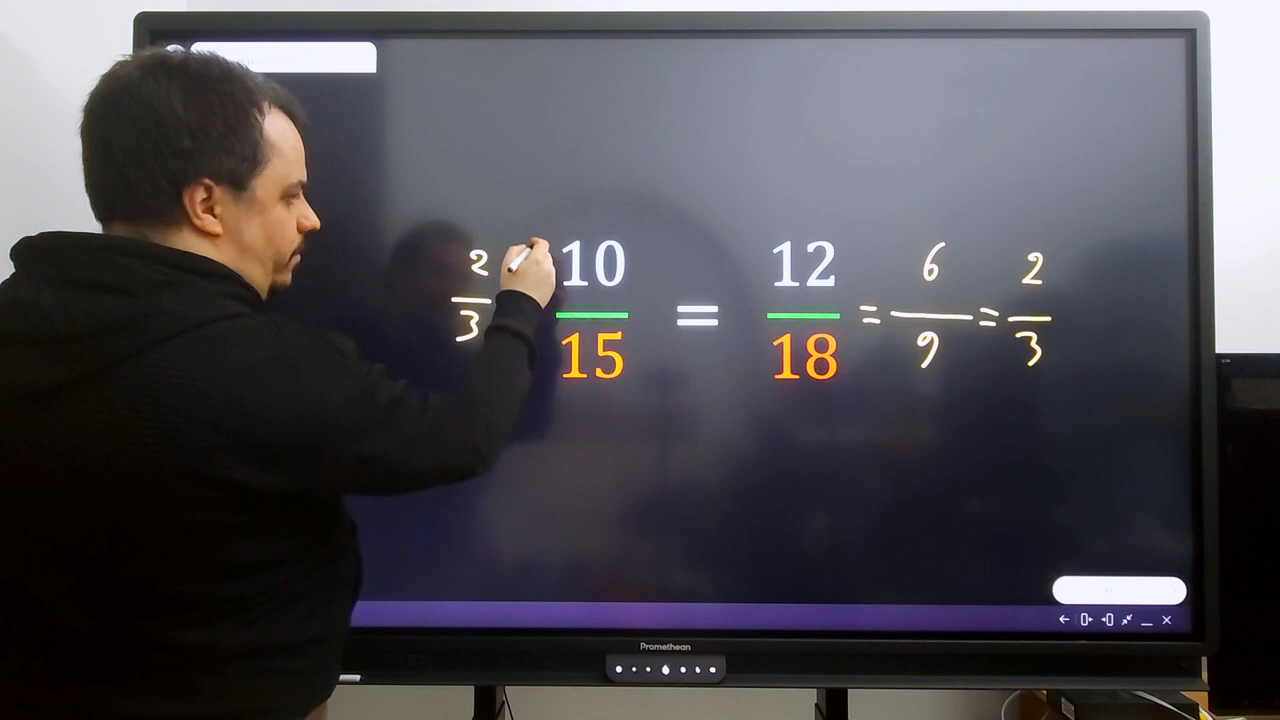 2/3 10/15 = 12/18 = 6/9 = 2/3
Promethean